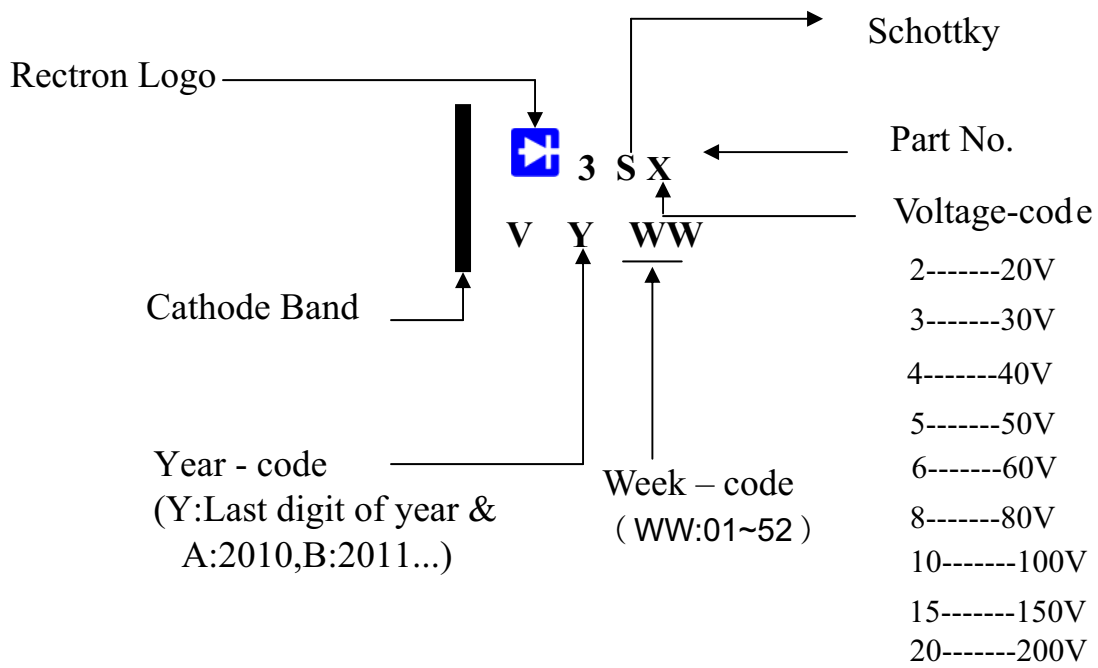 Schottky
Rectron Logo
3 S X
Part No.
Voltage-code
V Y WW
2-------20V
Cathode Band
3-------30V
4-------40V
5-------50V
Year - code
(Y:Last digit of year &
A:2010,B:2011...)
Week – code
（WW:01~52）
6-------60V
8-------80V
10-------100V
15-------150V
20-------200V